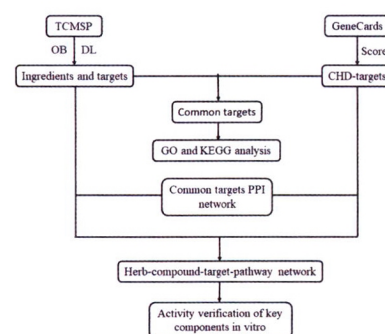 TCMSP
GeneCards
OB DL
Score
Ingredients and targets
CHD-targets
Common targets
GO and KEGG analysis
Common targets PPI
network
Herb-compound-target-pathway network
Activity verification of key
components in vitro